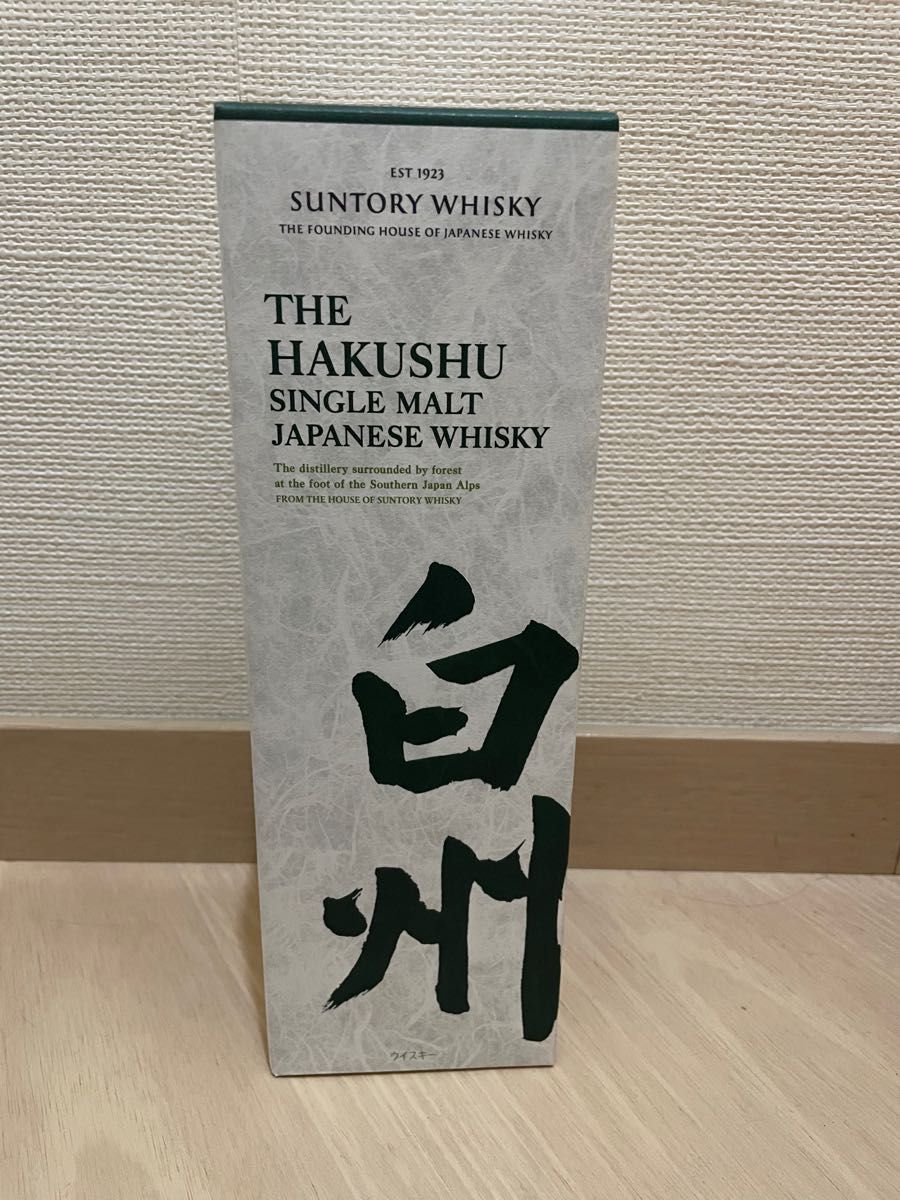 EST 1923
SUNTORY WHISKY
THE FOUNDING HOUSE OF JAPANESE WHISKY
THE
HAKUSHU
SINGLE MALT
JAPANESE WHISKY
The distillery surrounded by forest
at the foot of the Southern Japan Alps
FROM THE HOUSE OF SUNTORY WHISKY
白
州
ウイスキー